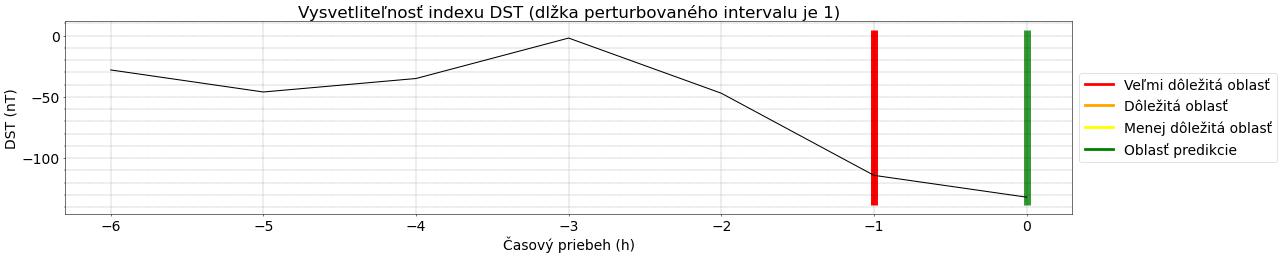 Vysvetliteľnosť indexu DST (dĺžka perturbovaného intervalu je 1)
DST (nT)
0
−50
−100
−6 −5 −4 −3 −2 −1 0
Časový priebeh (h)
Veľmi dôležitá oblasť
Dôležitá oblasť
Menej dôležitá oblasť
Oblasť predikcie